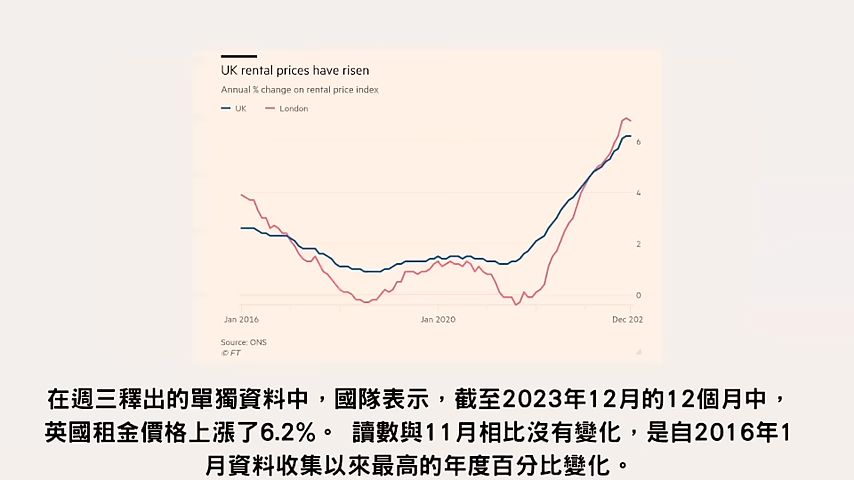 UK rental prices have risen
Annual % change on rental price index
UK London
6
4
2
0
Jan 2016 Jan 2020 Dec 202
Source: ONS
© FT
在週三釋出的單獨資料中，國隊表示，截至2023年12月的12個月中，
英國租金價格上漲了6.2%。 讀數與11月相比沒有變化，是自2016年1
月資料收集以來最高的年度百分比變化。